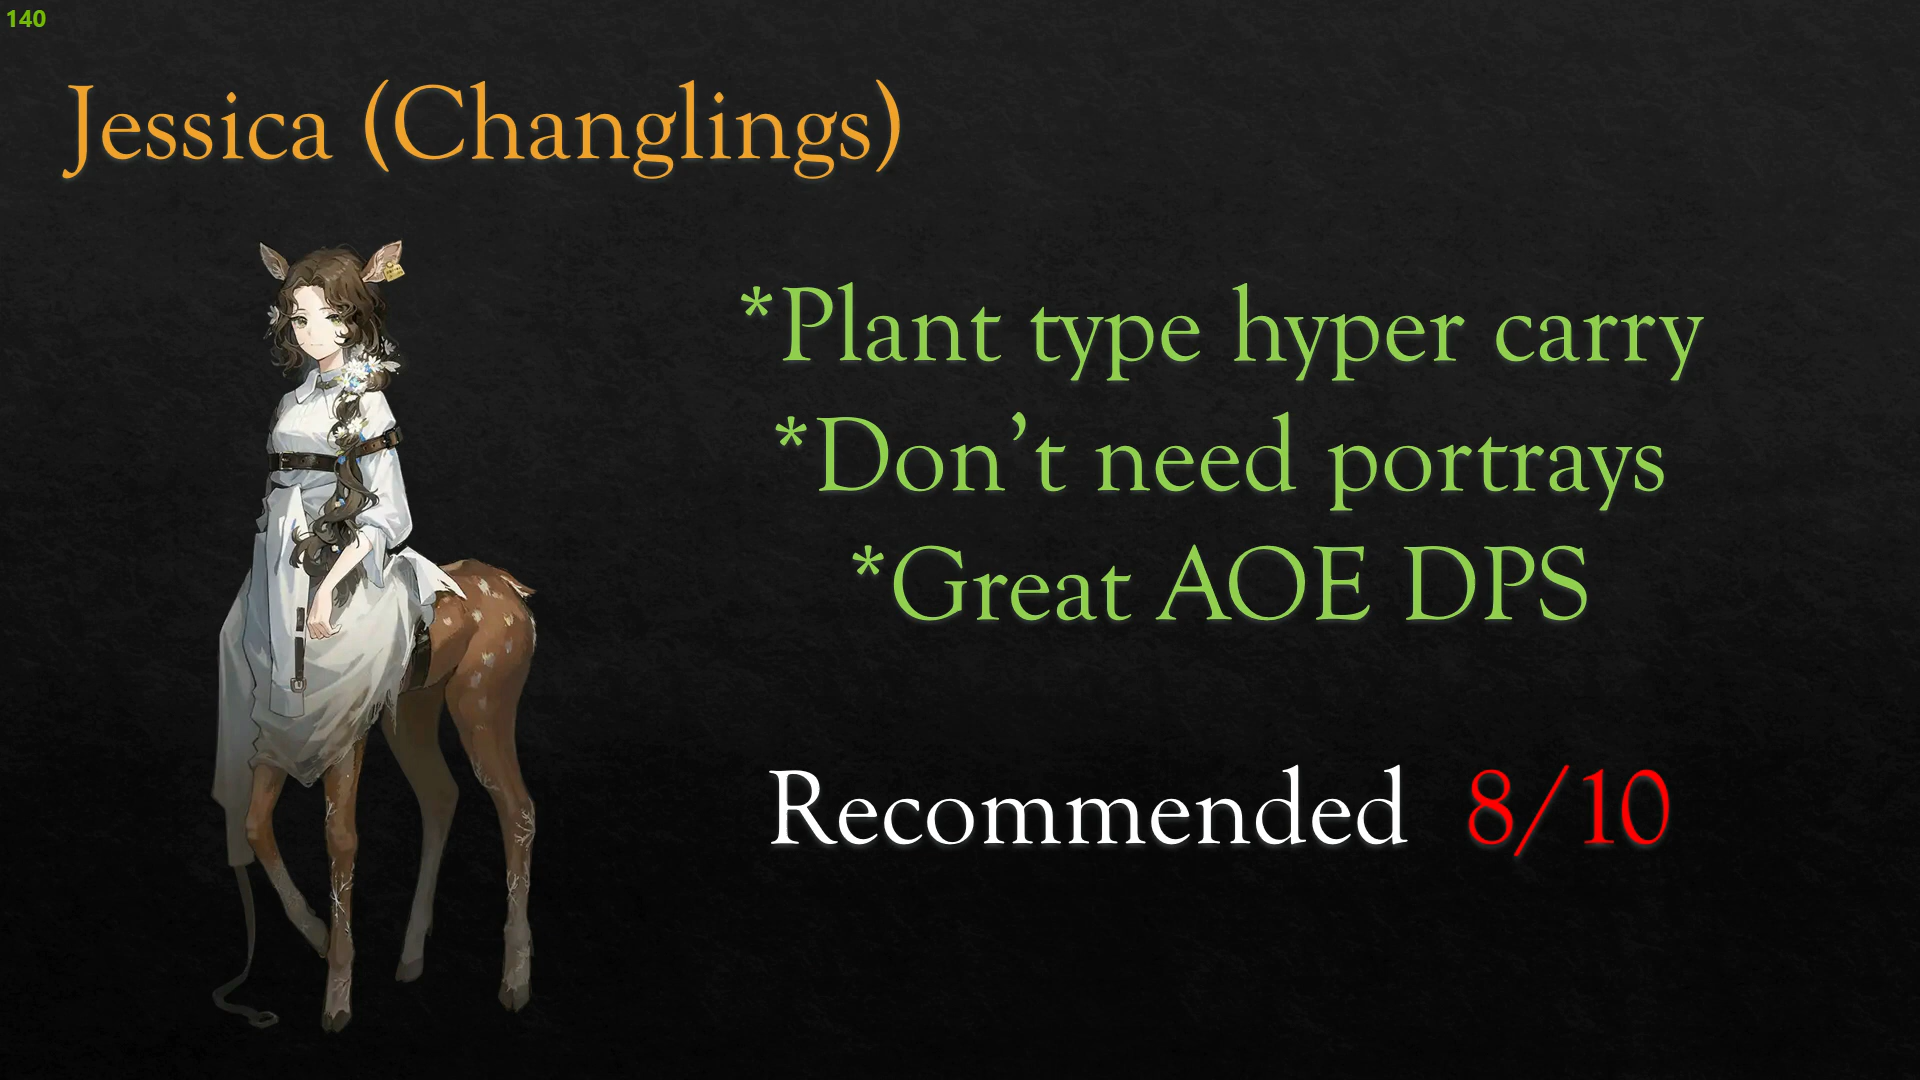 140
Jessica (Changlings)
*Plant type hyper carry
*Don’t need portrays
*Great AOE DPS
Recommended 8/10